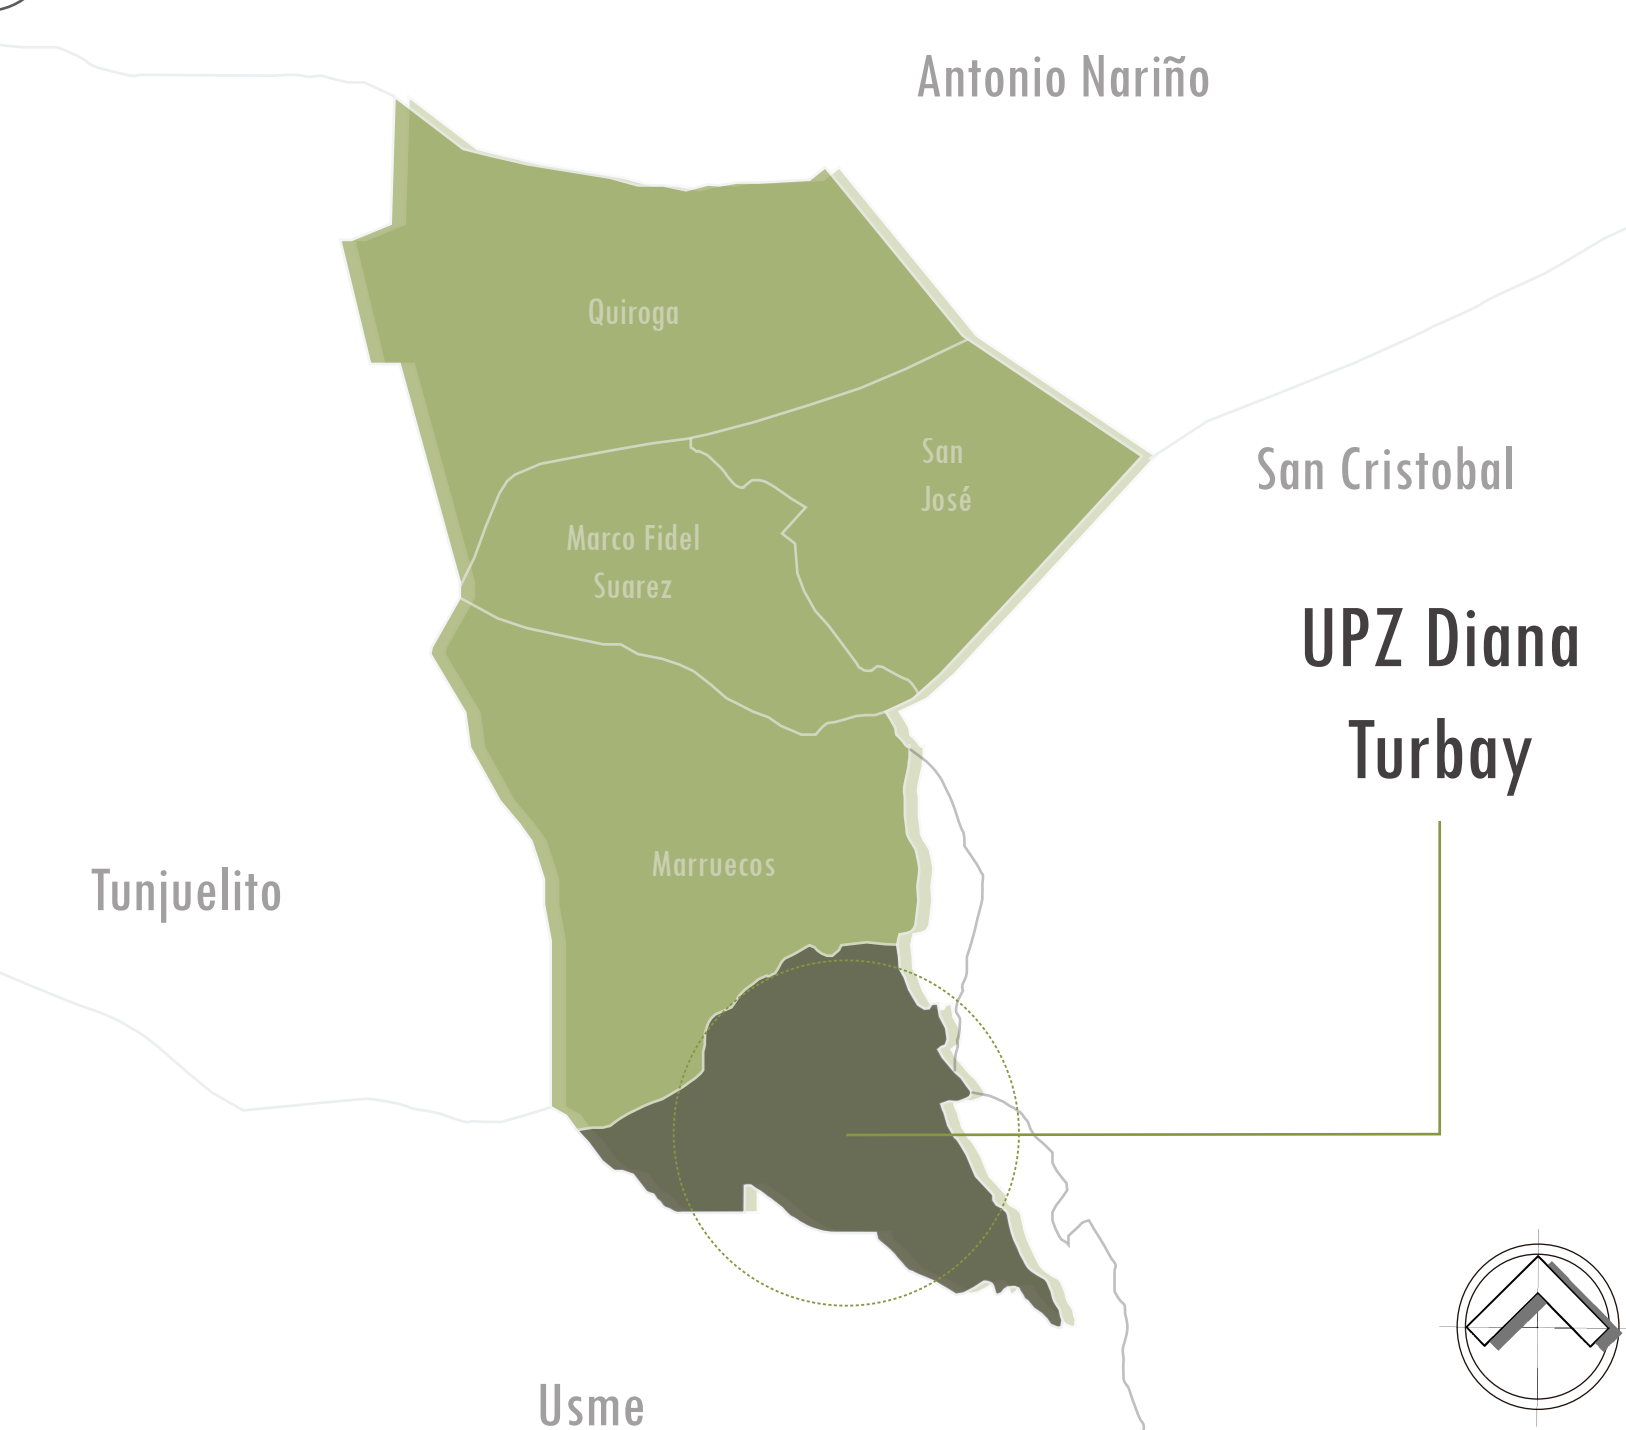 Antonio Nariño
Quiroga
San
José
San Cristobal
Marco Fidel
Suarez
UPZ Diana
Turbay
Marruecos
Tunjuelito
Usme